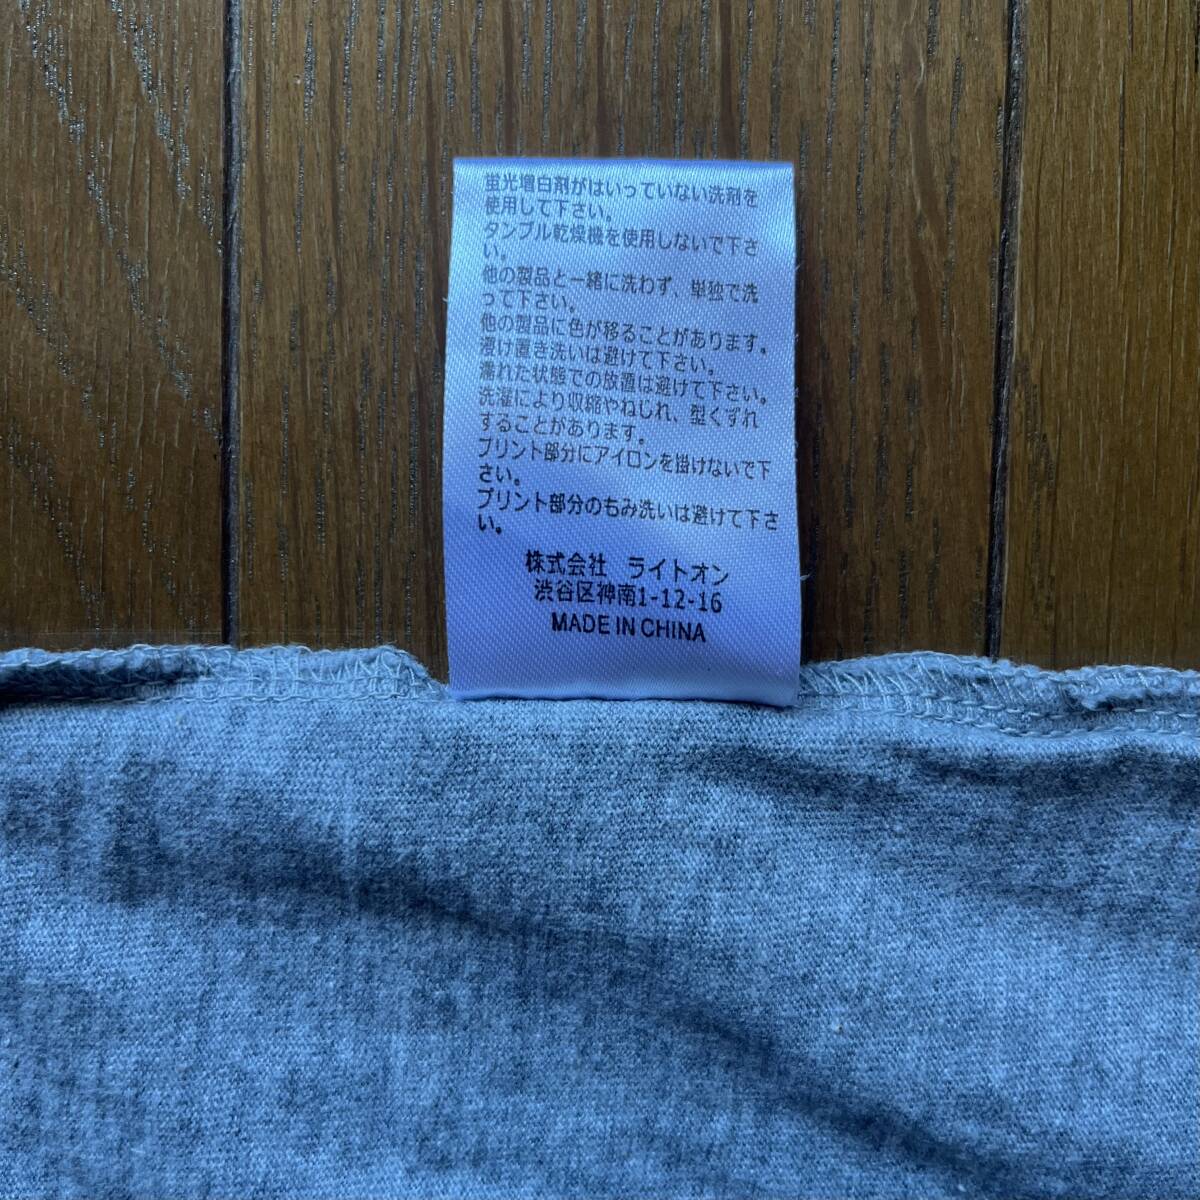 蛍光増白剤がはいっていない洗剤を
使用して下さい。
タンブル乾燥機を使用しないで下さ
い。
他の製品と一緒に洗わず、単独で洗
って下さい。
他の製品に色が移ることがあります。
浸け置き洗いは避けて下さい。
濡れた状態での放置は避けて下さい。
洗濯により収縮やねじれ、型くずれ
することがあります。
プリント部分にアイロンを掛けないで下
さい。
プリント部分のもみ洗いは避けて下さ
い。
株式会社 ライトオン
渋谷区神南1-12-16
MADE IN CHINA